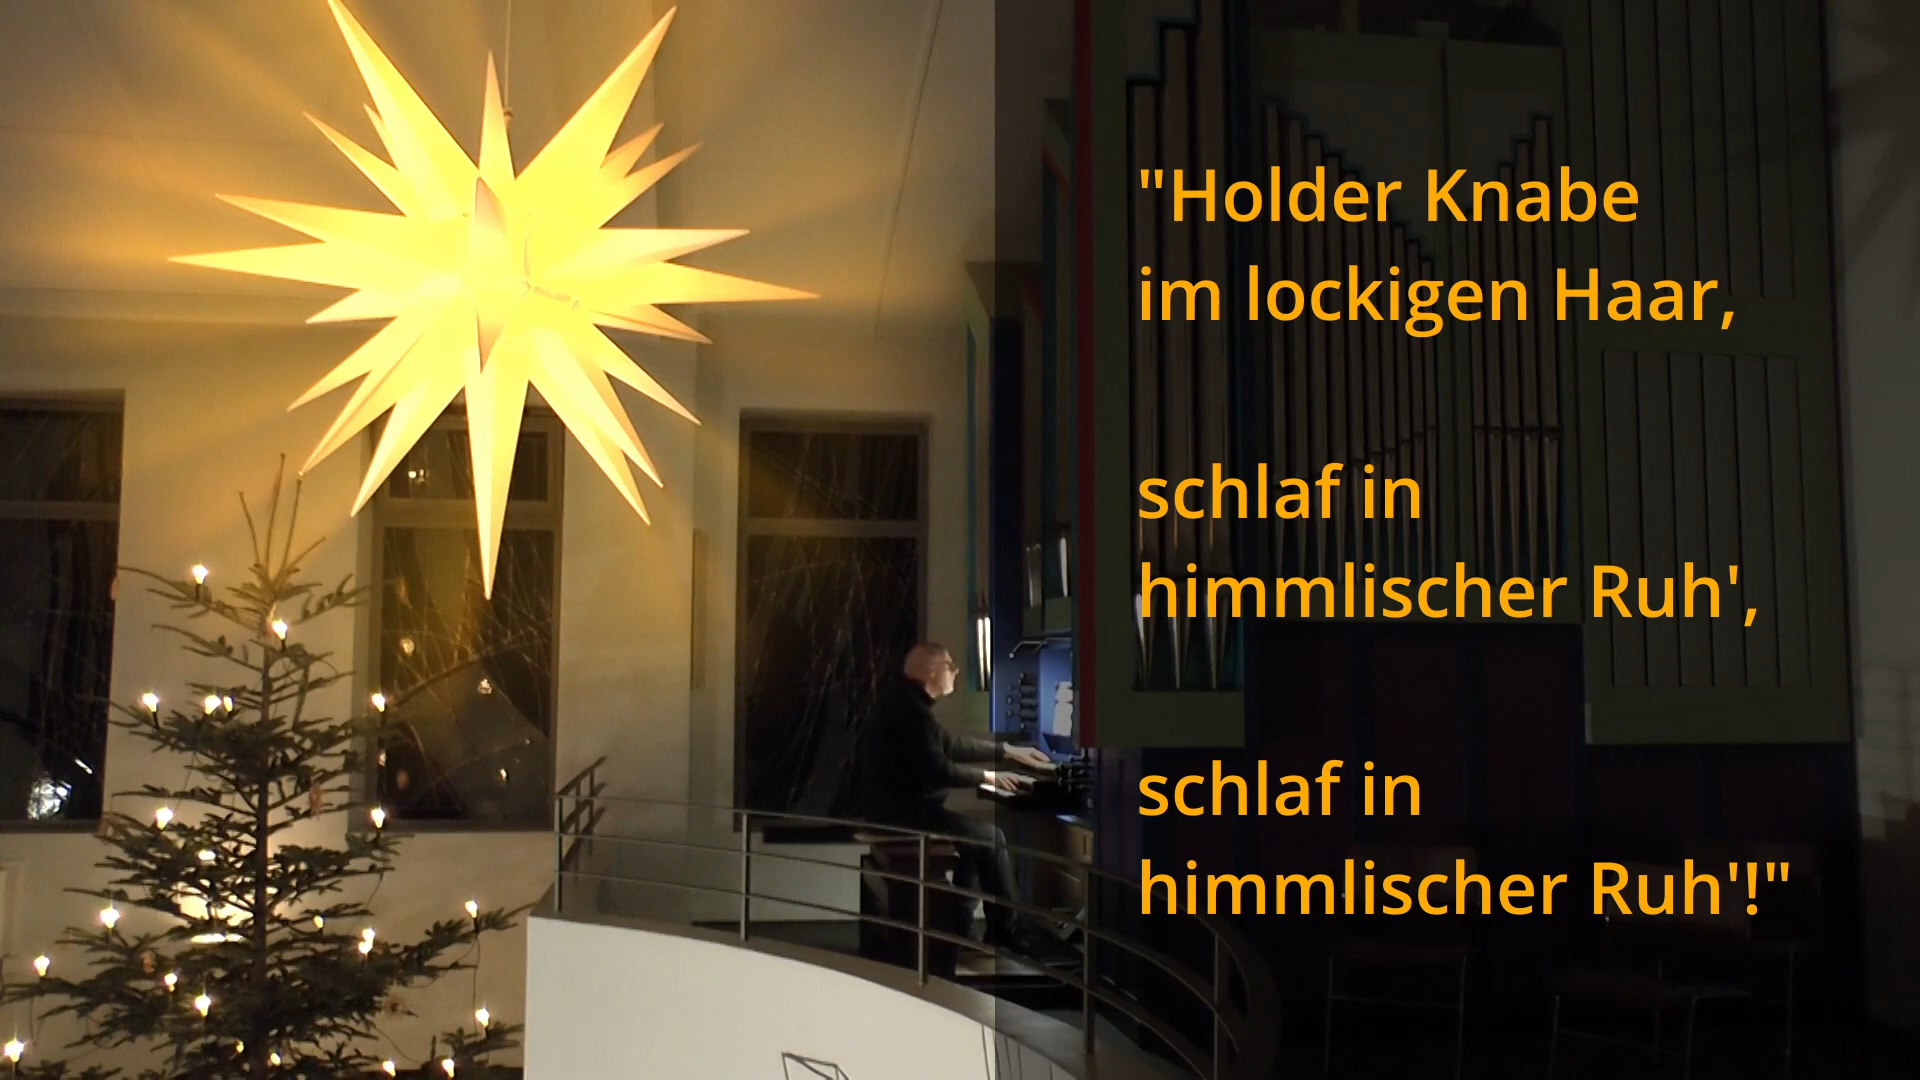 "Holder Knabe
im lockigen Haar,
schlaf in
himmlischer Ruh',
schlaf in
himmlischer Ruh'!"